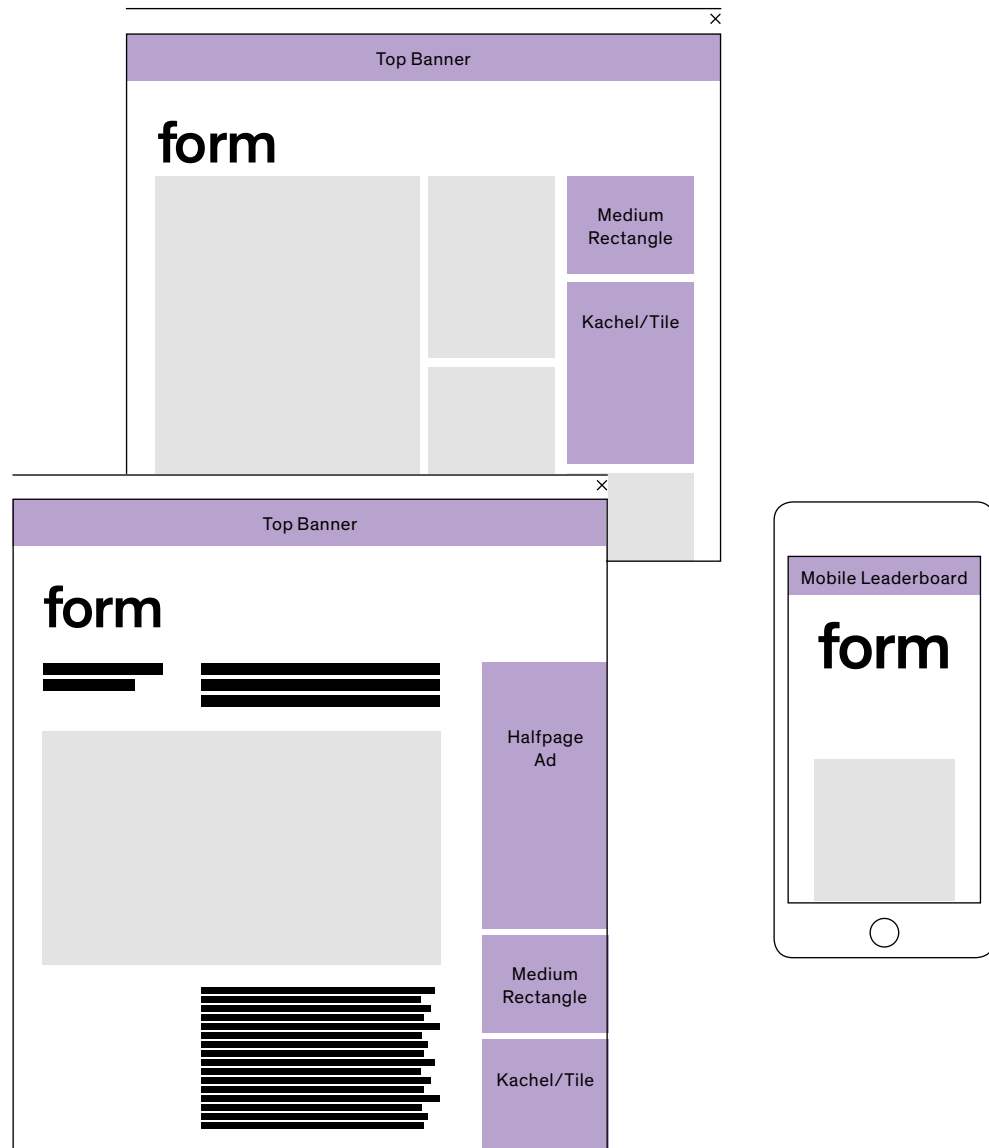 ×
Top Banner
form
Medium
Rectangle
Kachel/Tile
×
Top Banner
form
Halfpage
Ad
Medium
Rectangle
Kachel/Tile
Mobile Leaderboard
form